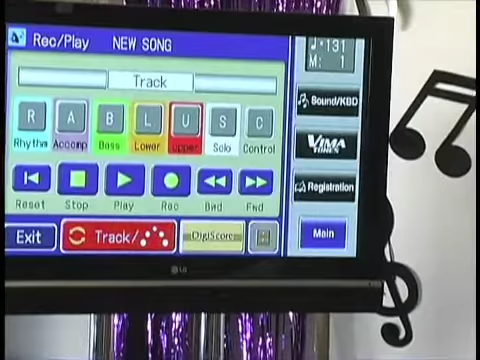 Rec/Play NEW SONG
♩=131
M: 1
Track
Sound/KBD
R A B L U S C
Rhythm Accomp Bass Lower Upper Solo Control
VIMA
TUNES
Registration
Reset Stop Play Rec Bwd Fwd
Exit Track/ DigiScore Main
LG